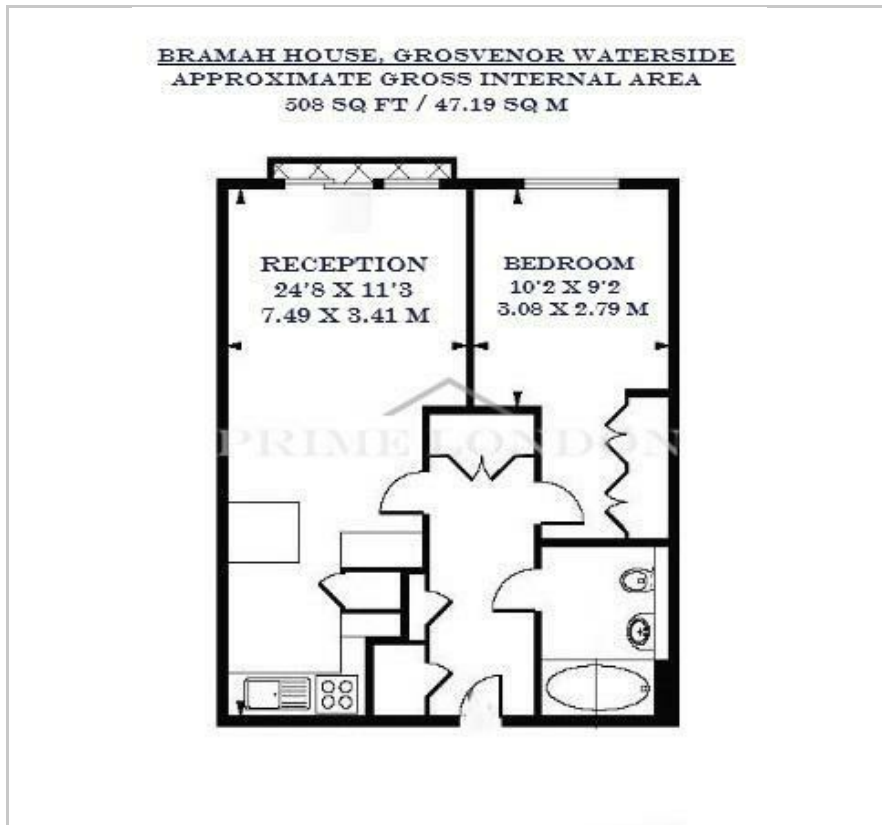 BRAMAH HOUSE, GROSVENOR WATERSIDE
APPROXIMATE GROSS INTERNAL AREA
508 SQ FT / 47.19 SQ M
RECEPTION
24'8 X 11'3
7.49 X 3.41 M
BEDROOM
10'2 X 9'2
3.08 X 2.79 M
PRIME LONDON